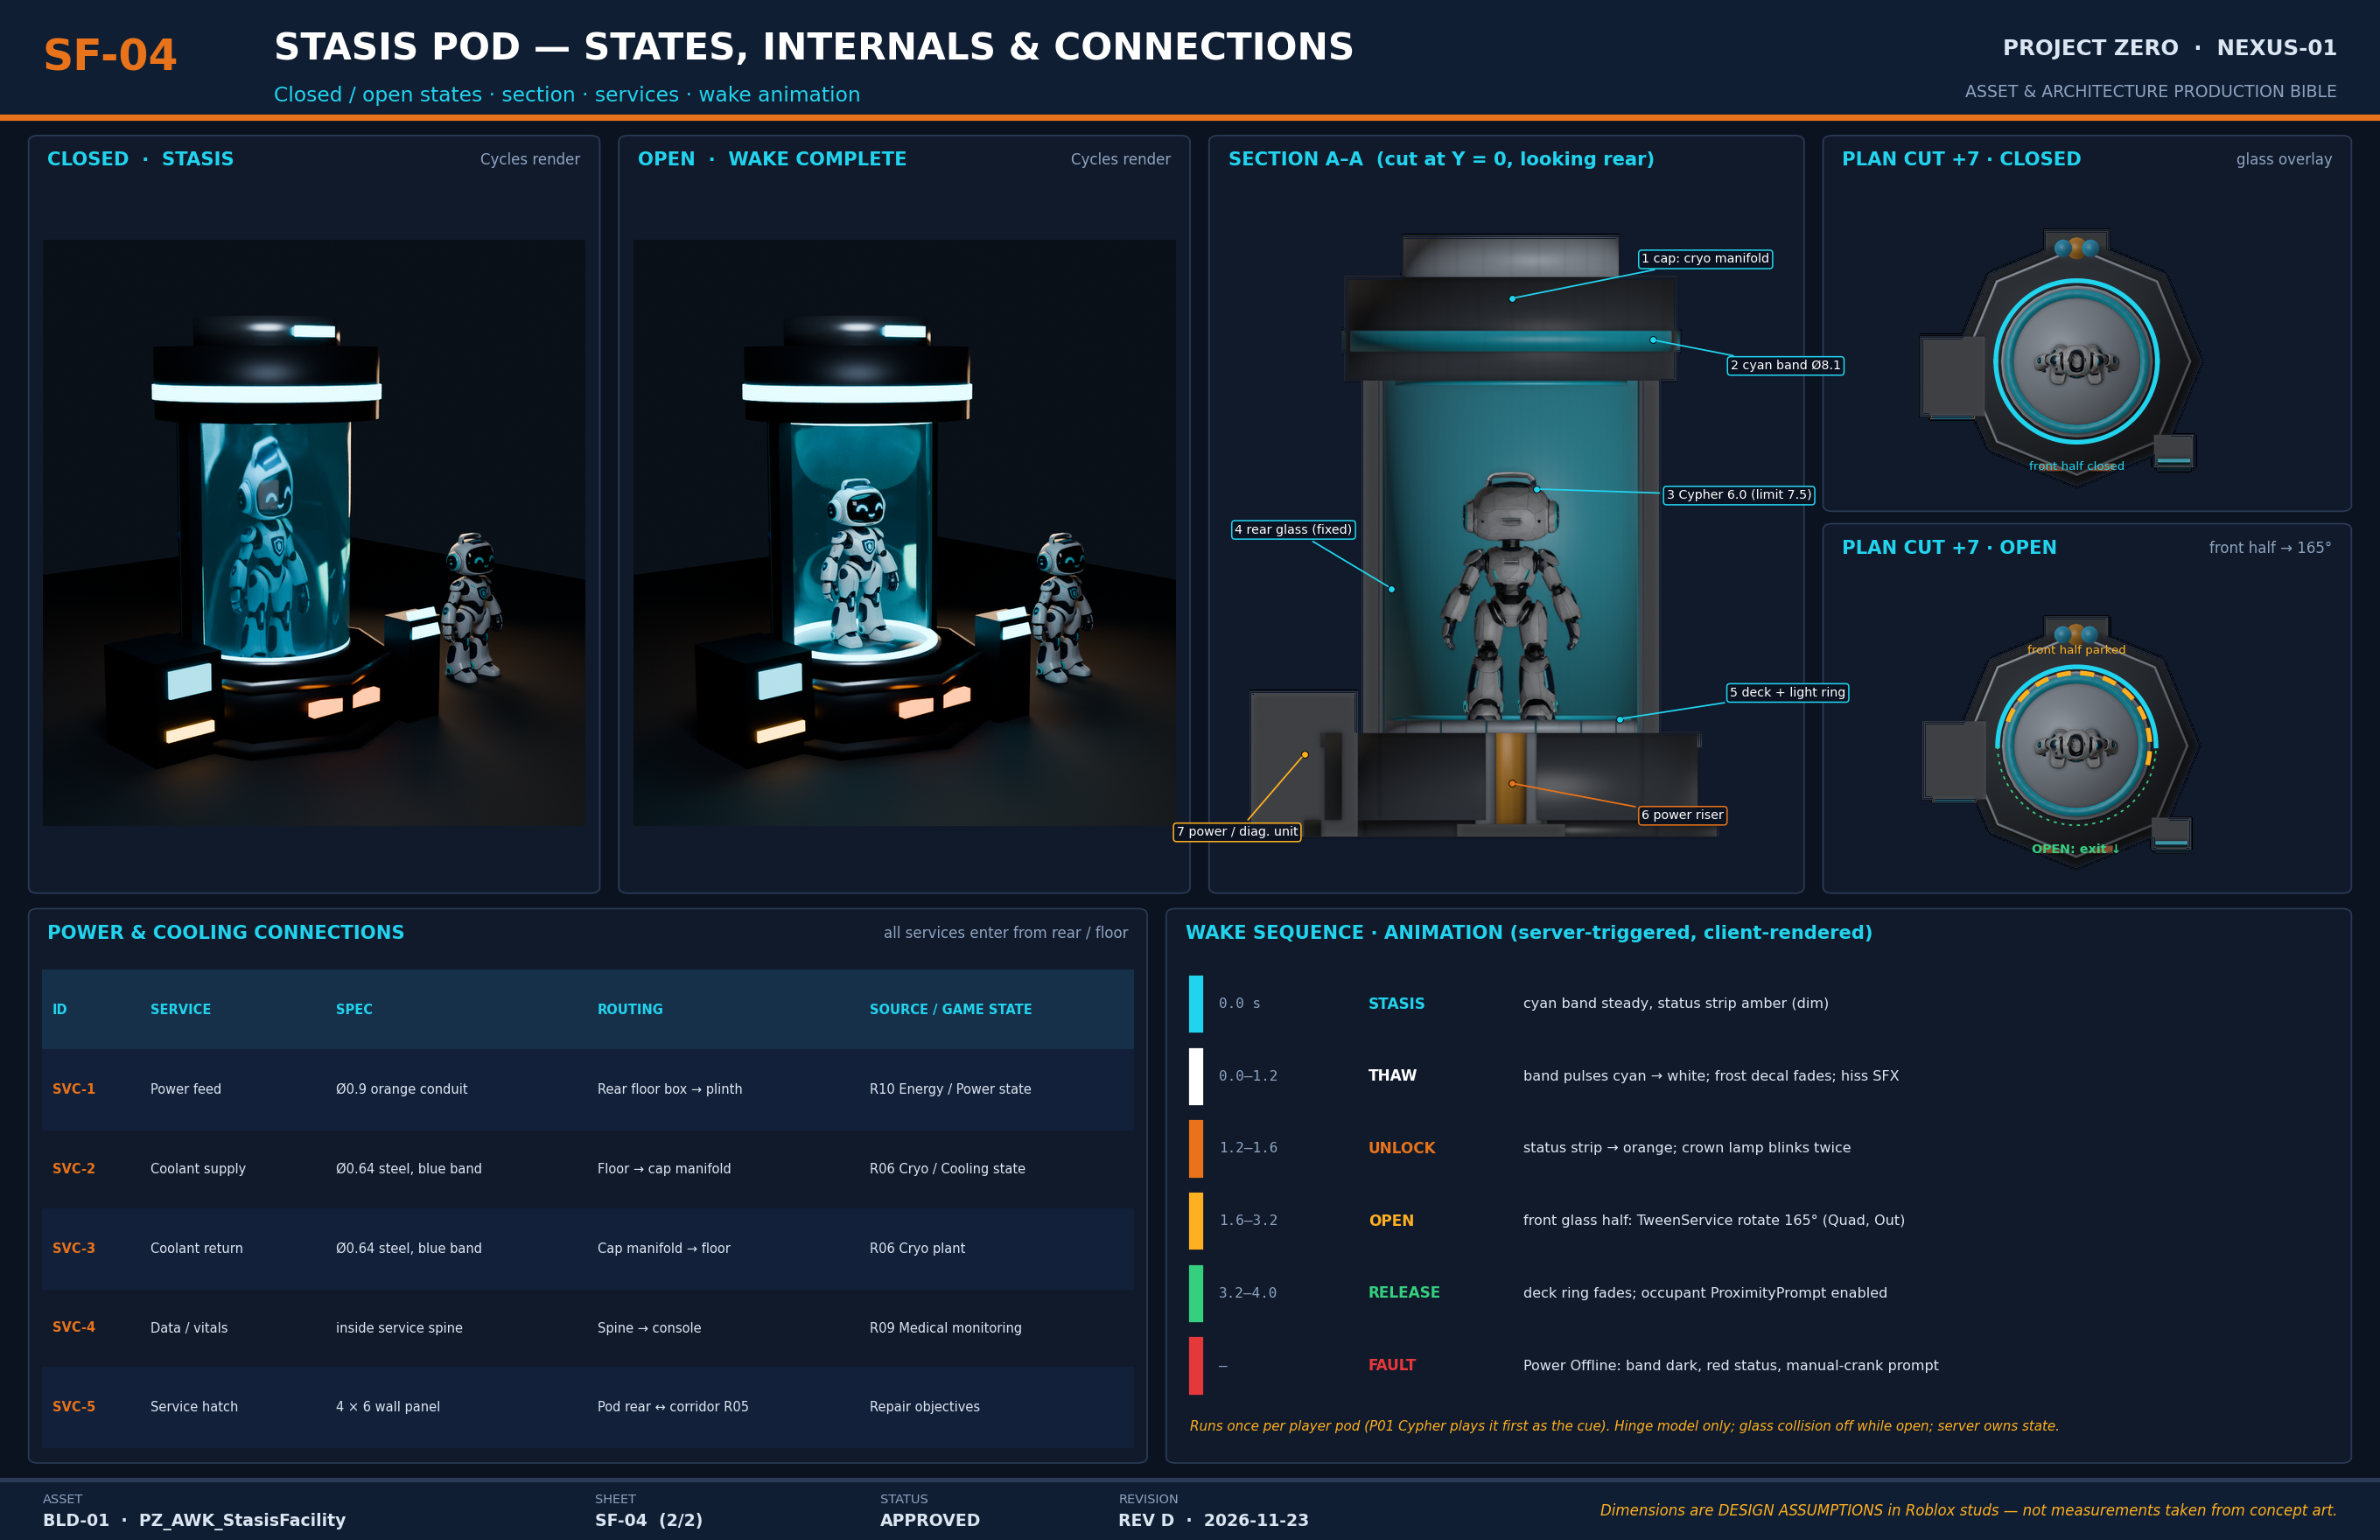 SF-04
STASIS POD — STATES, INTERNALS & CONNECTIONS
Closed / open states · section · services · wake animation
PROJECT ZERO · NEXUS-01
ASSET & ARCHITECTURE PRODUCTION BIBLE
CLOSED · STASIS
Cycles render
OPEN · WAKE COMPLETE
Cycles render
SECTION A–A (cut at Y = 0, looking rear)
1 cap: cryo manifold
2 cyan band Ø8.1
3 Cypher 6.0 (limit 7.5)
4 rear glass (fixed)
5 deck + light ring
6 power riser
7 power / diag. unit
PLAN CUT +7 · CLOSED
glass overlay
front half closed
PLAN CUT +7 · OPEN
front half → 165°
front half parked
OPEN: exit ↓
POWER & COOLING CONNECTIONS
all services enter from rear / floor
ID SERVICE SPEC ROUTING SOURCE / GAME STATE
SVC-1 Power feed Ø0.9 orange conduit Rear floor box → plinth R10 Energy / Power state
SVC-2 Coolant supply Ø0.64 steel, blue band Floor → cap manifold R06 Cryo / Cooling state
SVC-3 Coolant return Ø0.64 steel, blue band Cap manifold → floor R06 Cryo plant
SVC-4 Data / vitals inside service spine Spine → console R09 Medical monitoring
SVC-5 Service hatch 4 × 6 wall panel Pod rear ↔ corridor R05 Repair objectives
WAKE SEQUENCE · ANIMATION (server-triggered, client-rendered)
0.0 s STASIS cyan band steady, status strip amber (dim)
0.0–1.2 THAW band pulses cyan → white; frost decal fades; hiss SFX
1.2–1.6 UNLOCK status strip → orange; crown lamp blinks twice
1.6–3.2 OPEN front glass half: TweenService rotate 165° (Quad, Out)
3.2–4.0 RELEASE deck ring fades; occupant ProximityPrompt enabled
— FAULT Power Offline: band dark, red status, manual-crank prompt
Runs once per player pod (P01 Cypher plays it first as the cue). Hinge model only; glass collision off while open; server owns state.
ASSET
BLD-01 · PZ_AWK_StasisFacility
SHEET
SF-04 (2/2)
STATUS
APPROVED
REVISION
REV D · 2026-11-23
Dimensions are DESIGN ASSUMPTIONS in Roblox studs — not measurements taken from concept art.